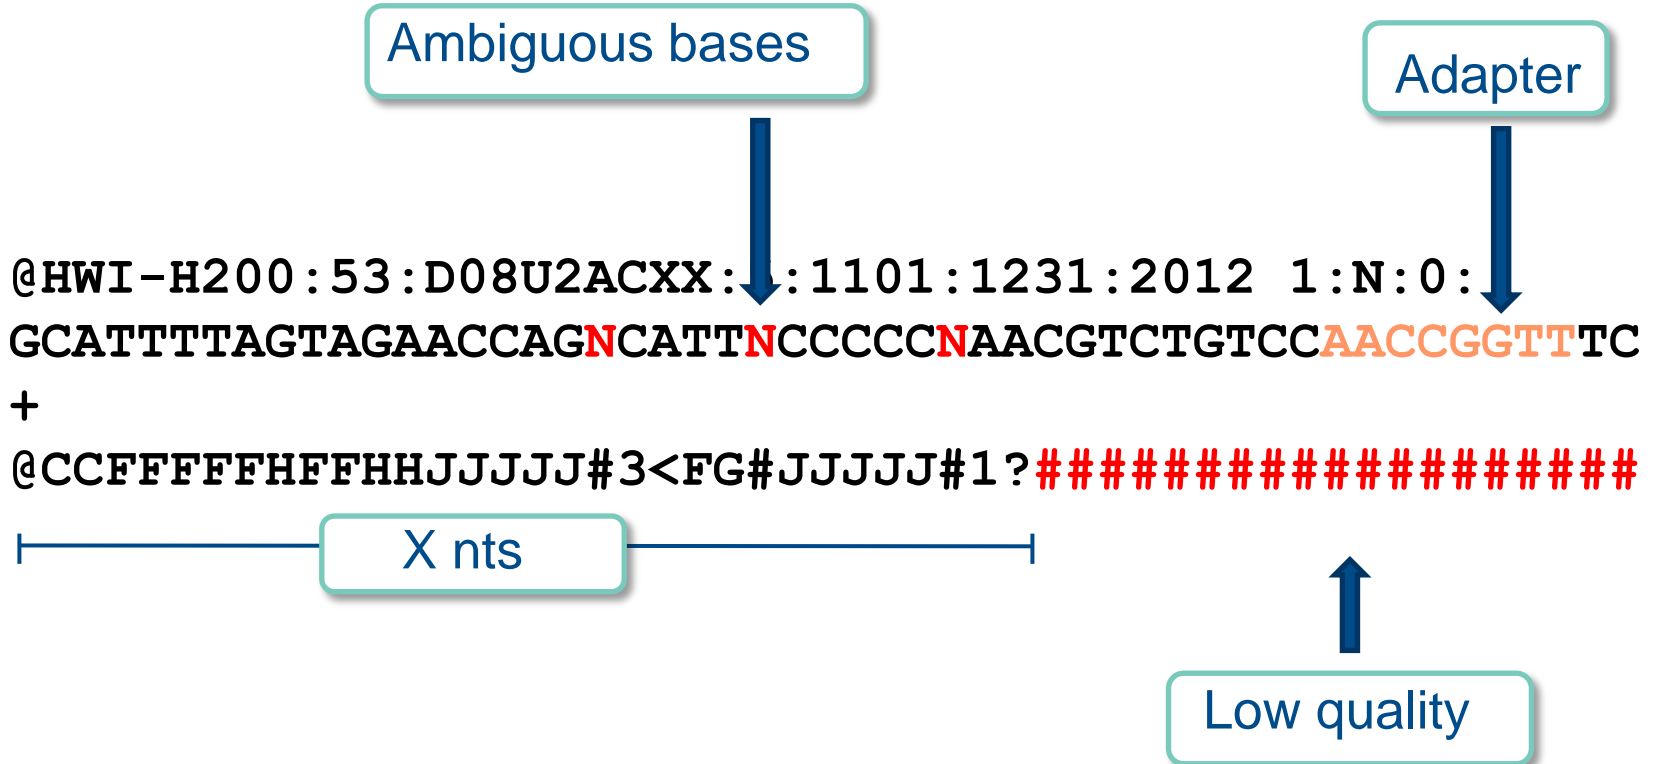 Ambiguous bases
Adapter
@HWI-H200:53:D08U2ACXX: :1101:1231:2012 1:N:0:
GCATTTTAGTAGAACCAGNCATTNCCCCCNAACGTCTGTCCAACCGGTTTC
+
@CCFFFFFHFFHHJJJJJ#3<FG#JJJJJ#1?###################
X nts
Low quality